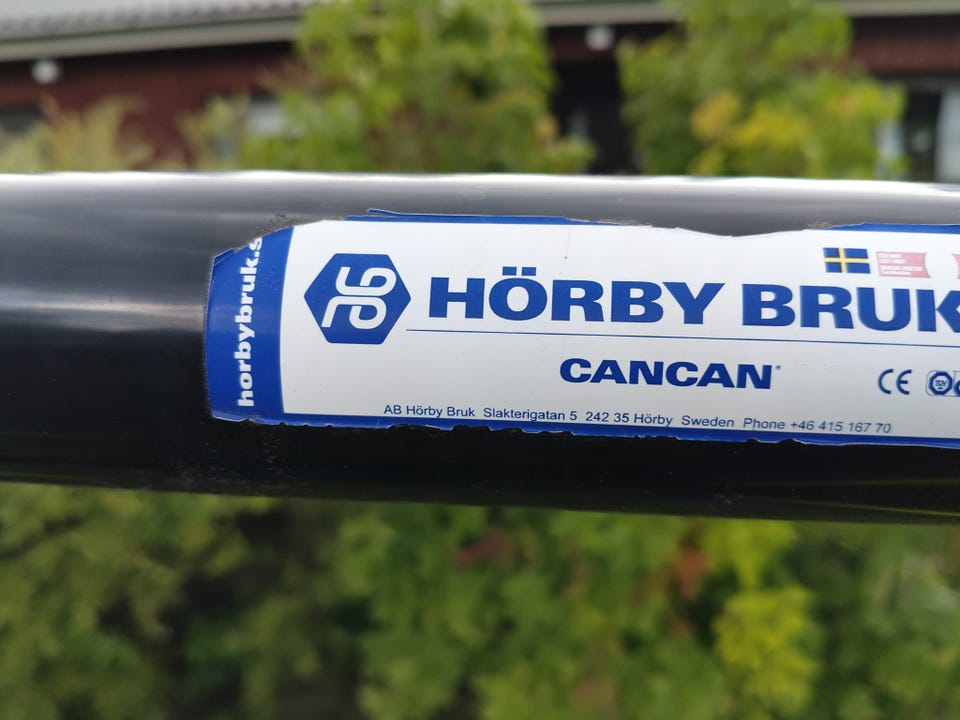 horbybruk.s
HÖRBY BRUK
CANCAN
CE
AB Hörby Bruk Slakterigatan 5 242 35 Hörby Sweden Phone +46 415 167 70